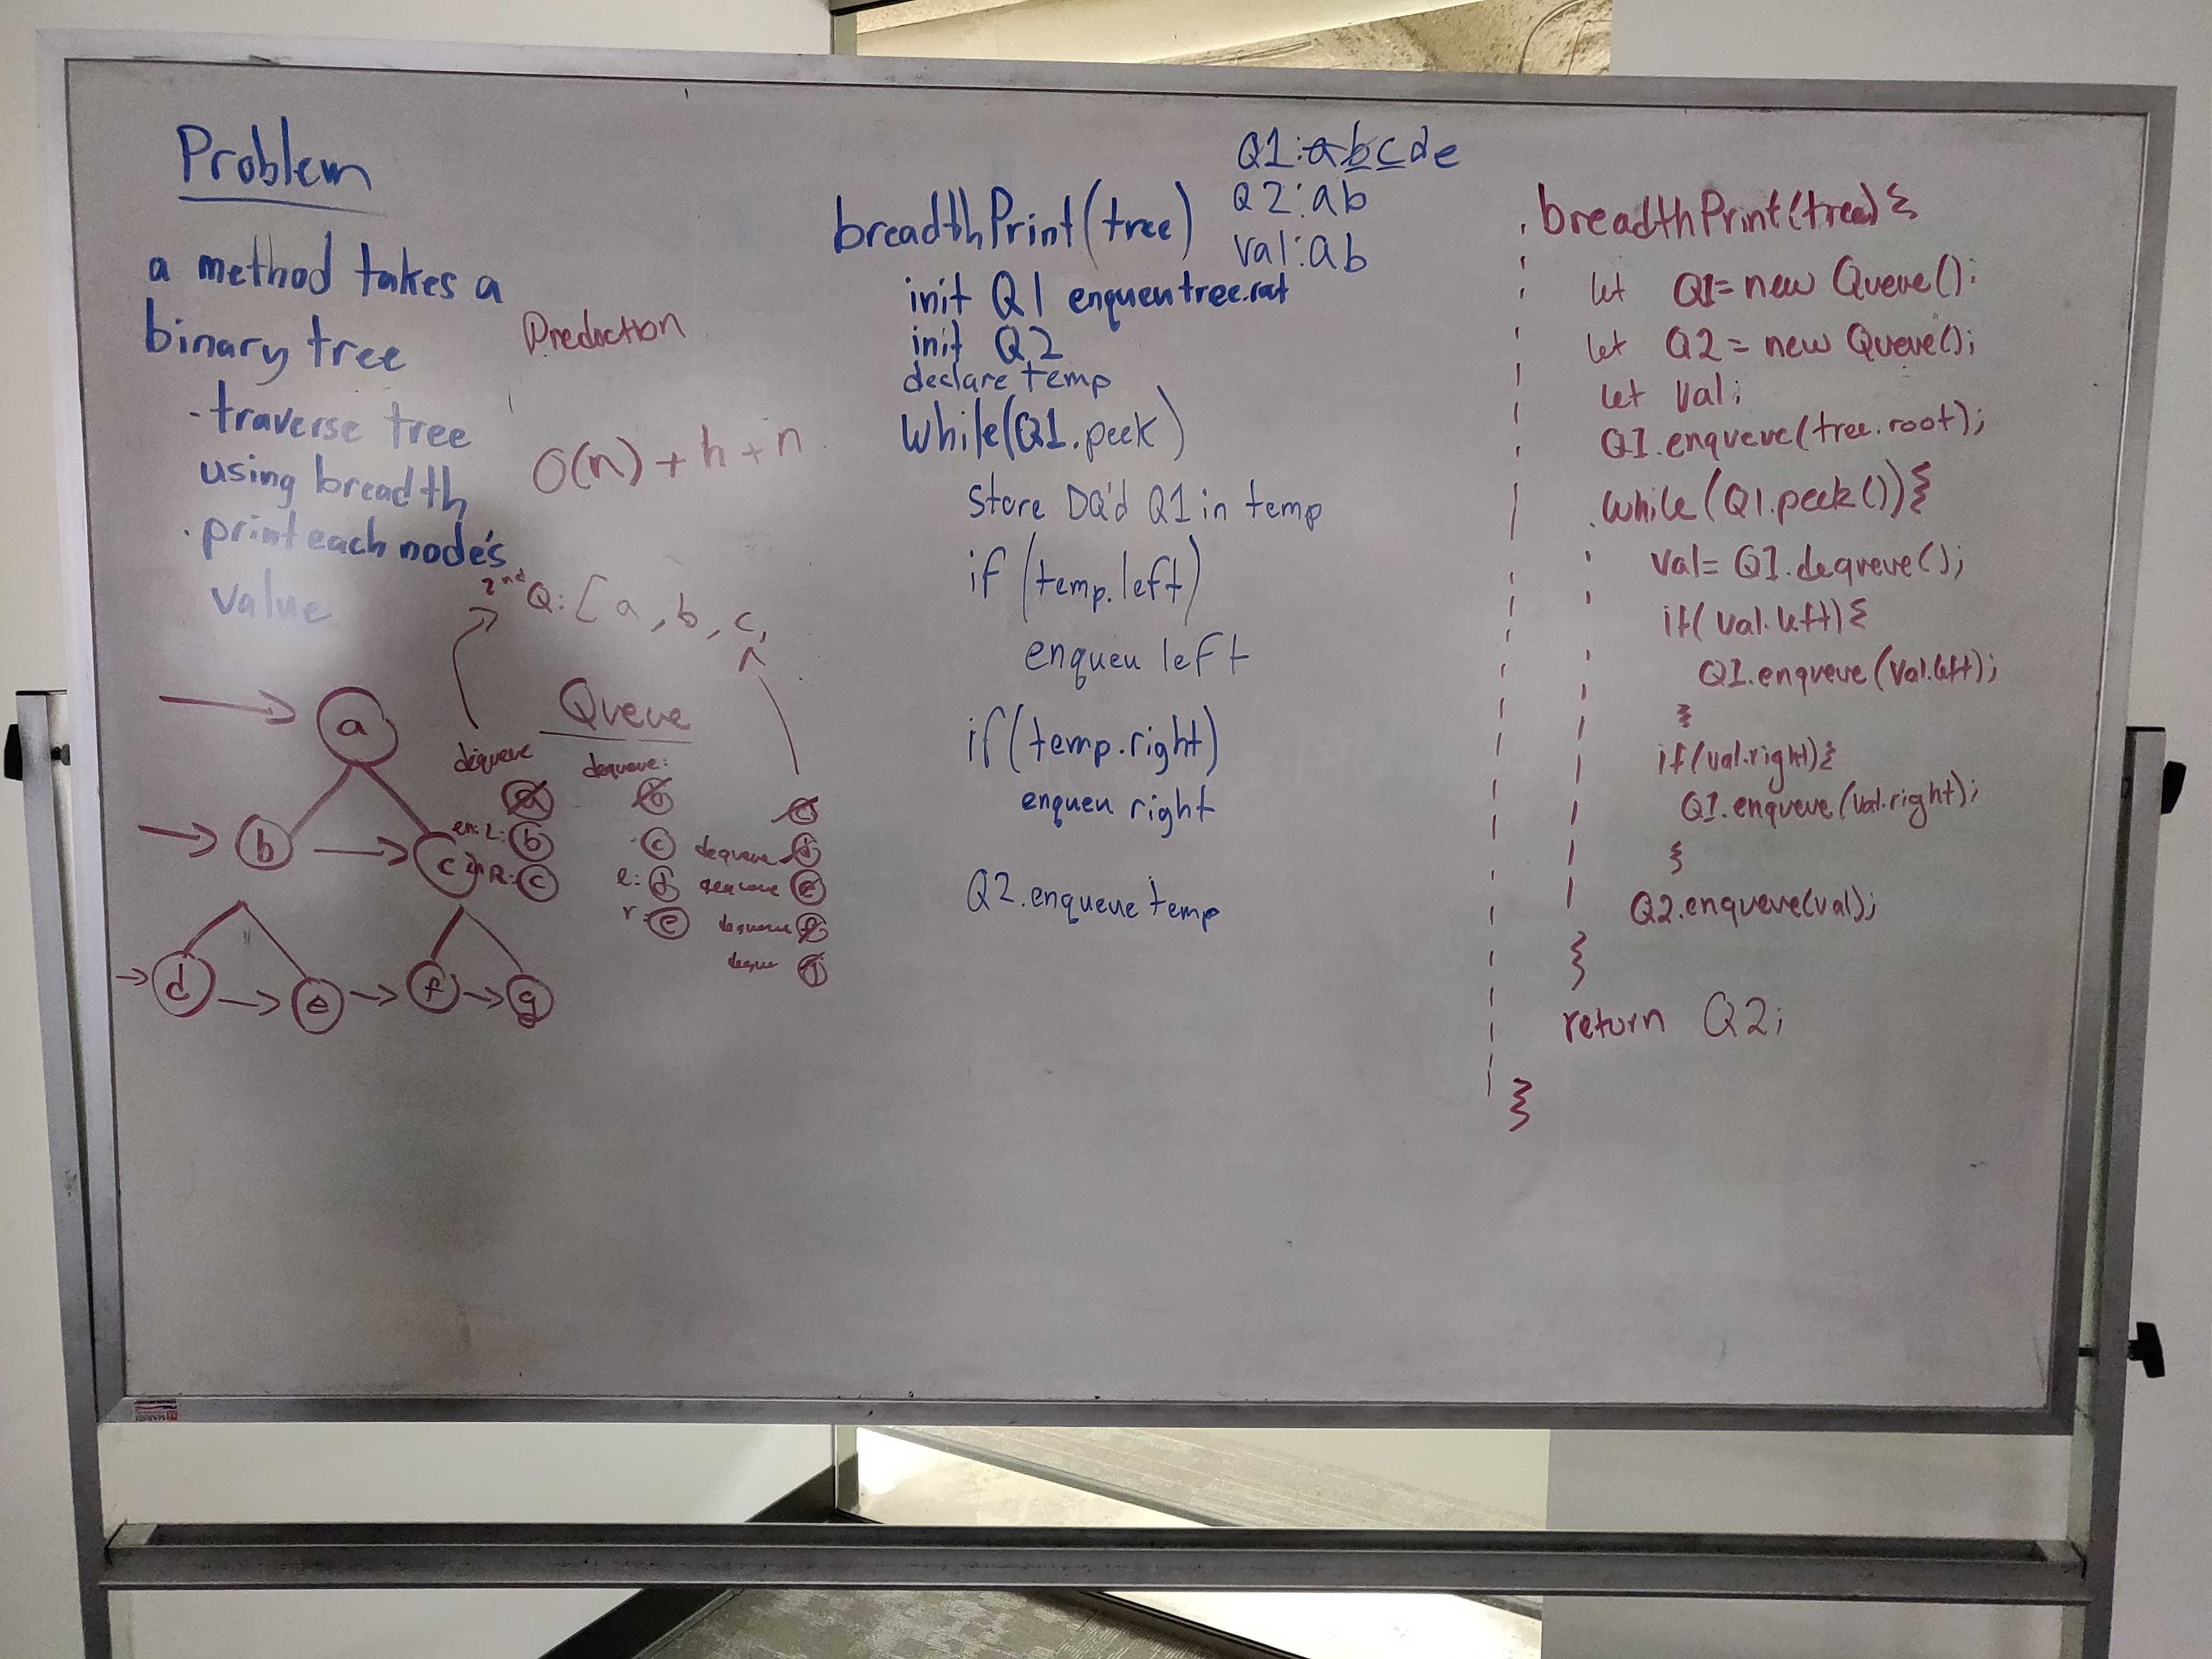 Problem
a method takes a
binary tree
- traverse tree
using breadth
. print each node's
value
Prediction
O(n) + h + n
2nd Q: [a, b, c,
Queue
a
b
c
d
e
f
g
dequeue
a
en: L: b
R: c
dequeue:
b
c
l: d
r: e
c
dequeue d
dequeue e
dequeue f
deque
Q1: a b c d e
Q2: ab
val: ab
breadthPrint(tree)
init Q1 enqueu tree.root
init Q2
declare temp
while(Q1.peek)
store DQ'd Q1 in temp
if (temp.left)
enqueu left
if (temp.right)
enqueu right
Q2.enqueue temp
breadthPrint(tree) {
let Q1 = new Queue();
let Q2 = new Queue();
let val;
Q1.enqueue(tree.root);
while (Q1.peek()) {
val = Q1.dequeue();
if( val.left) {
Q1.enqueue (val.left);
}
if (val.right) {
Q1.enqueue (val.right);
}
Q2.enqueue(val);
}
return Q2;
}